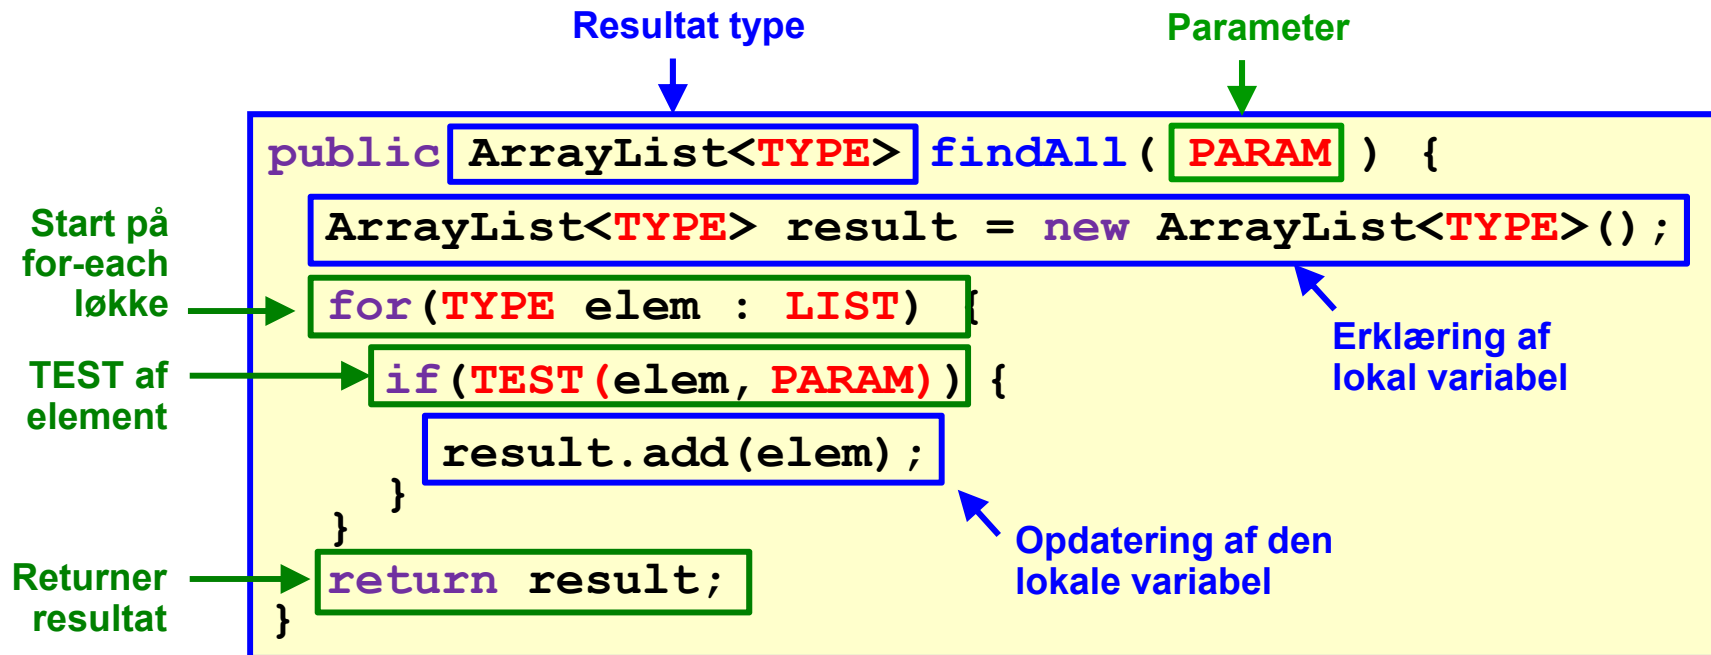 Resultat type
Parameter
public ArrayList<TYPE> findAll( PARAM ) {
ArrayList<TYPE> result = new ArrayList<TYPE>();
Start på
for-each
løkke
for(TYPE elem : LIST) {
Erklæring af
lokal variabel
TEST af
element
if(TEST(elem, PARAM)) {
result.add(elem);
}
}
Opdatering af den
lokale variabel
Returner
resultat
return result;
}